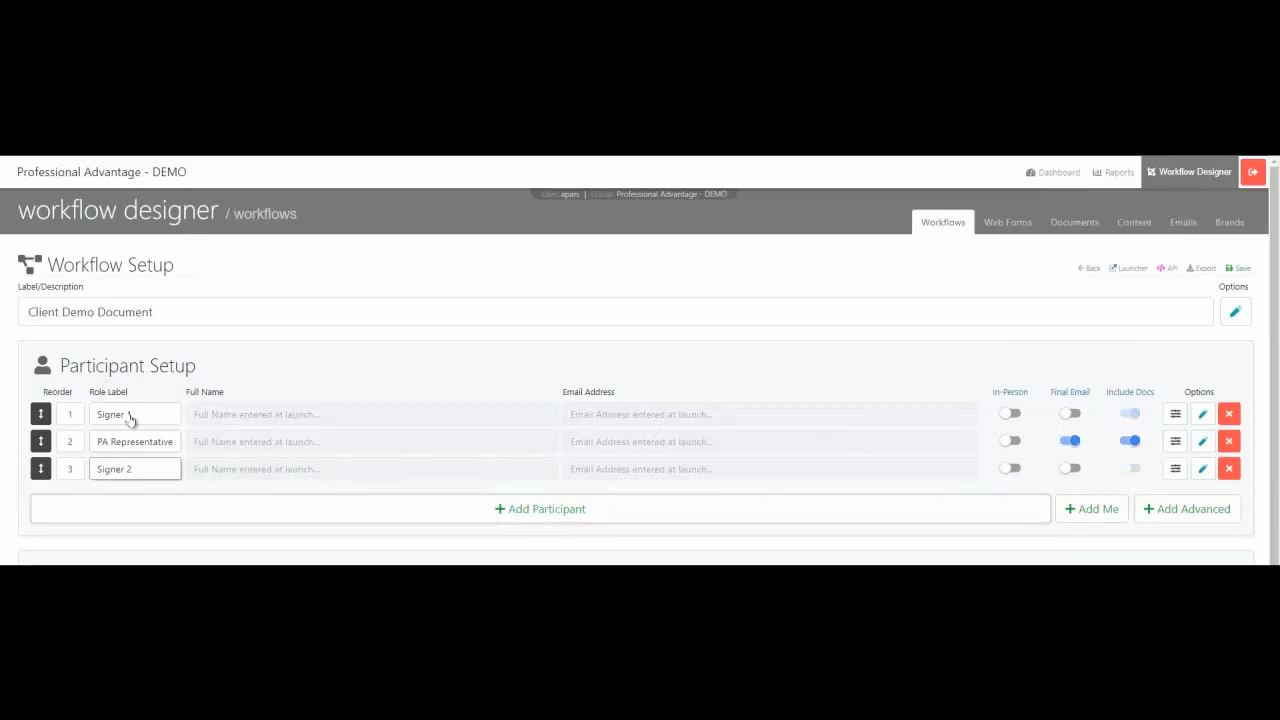 Professional Advantage - DEMO
Dashboard Reports Workflow Designer
apars | Professional Advantage - DEMO
workflow designer / workflows
Workflows Web Forms Documents Content Emails Brands
Workflow Setup
Back Launcher API Export Save
Label/Description Options
Client Demo Document
Participant Setup
Reorder Role Label Full Name Email Address In-Person Final Email Include Docs Options
1 Signer Full Name entered at launch... Email Address entered at launch...
2 PA Representative Full Name entered at launch... Email Address entered at launch...
3 Signer 2 Full Name entered at launch... Email Address entered at launch...
+ Add Participant + Add Me + Add Advanced